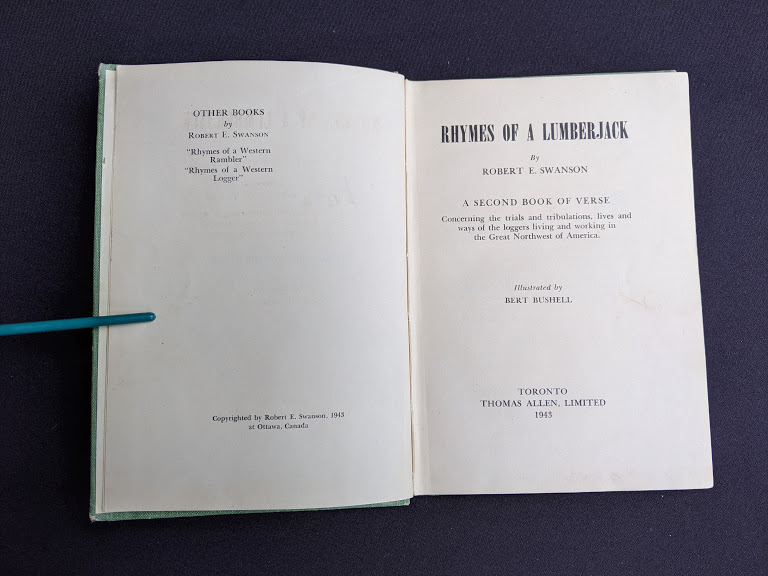 OTHER BOOKS
by
ROBERT E. SWANSON
"Rhymes of a Western
Rambler"
"Rhymes of a Western
Logger"
Copyrighted by Robert E. Swanson, 1943
at Ottawa, Canada
RHYMES OF A LUMBERJACK
By
ROBERT E. SWANSON
A SECOND BOOK OF VERSE
Concerning the trials and tribulations, lives and
ways of the loggers living and working in
the Great Northwest of America.
Illustrated by
BERT BUSHELL
TORONTO
THOMAS ALLEN, LIMITED
1943